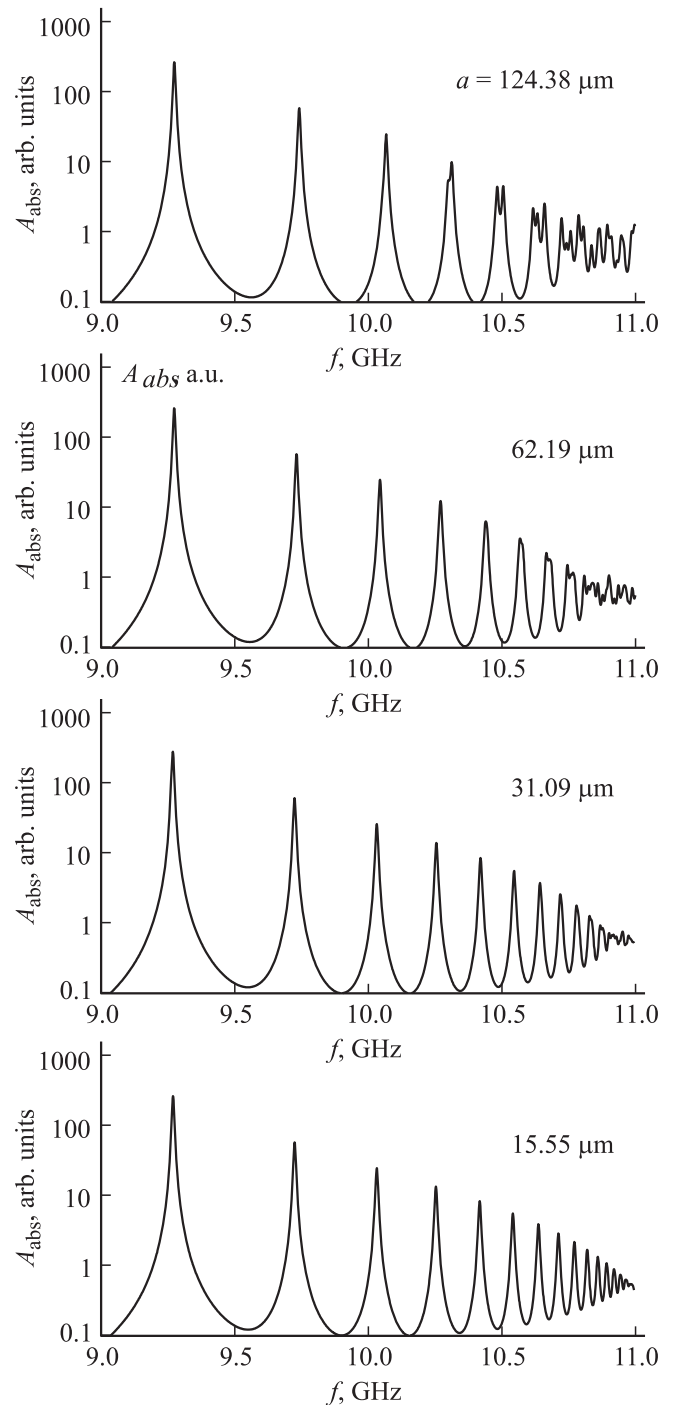 1000
a = 124.38 μm
100
10
1
0.1
A_abs, arb. units
9.0 9.5 10.0 10.5 11.0
f, GHz
1000
A abs a.u.
100
62.19 μm
10
1
0.1
A_abs, arb. units
9.0 9.5 10.0 10.5 11.0
f, GHz
1000
100
31.09 μm
10
1
0.1
A_abs, arb. units
9.0 9.5 10.0 10.5 11.0
f, GHz
1000
100
15.55 μm
10
1
0.1
A_abs, arb. units
9.0 9.5 10.0 10.5 11.0
f, GHz